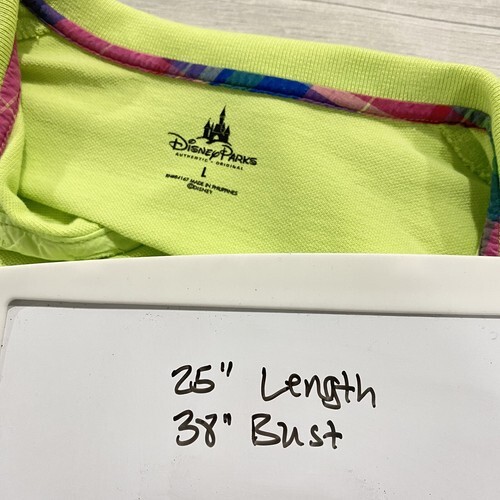 Disney Parks
AUTHENTIC • ORIGINAL
L
MADE IN PHILIPPINES
©DISNEY
25" Length
38" Bust